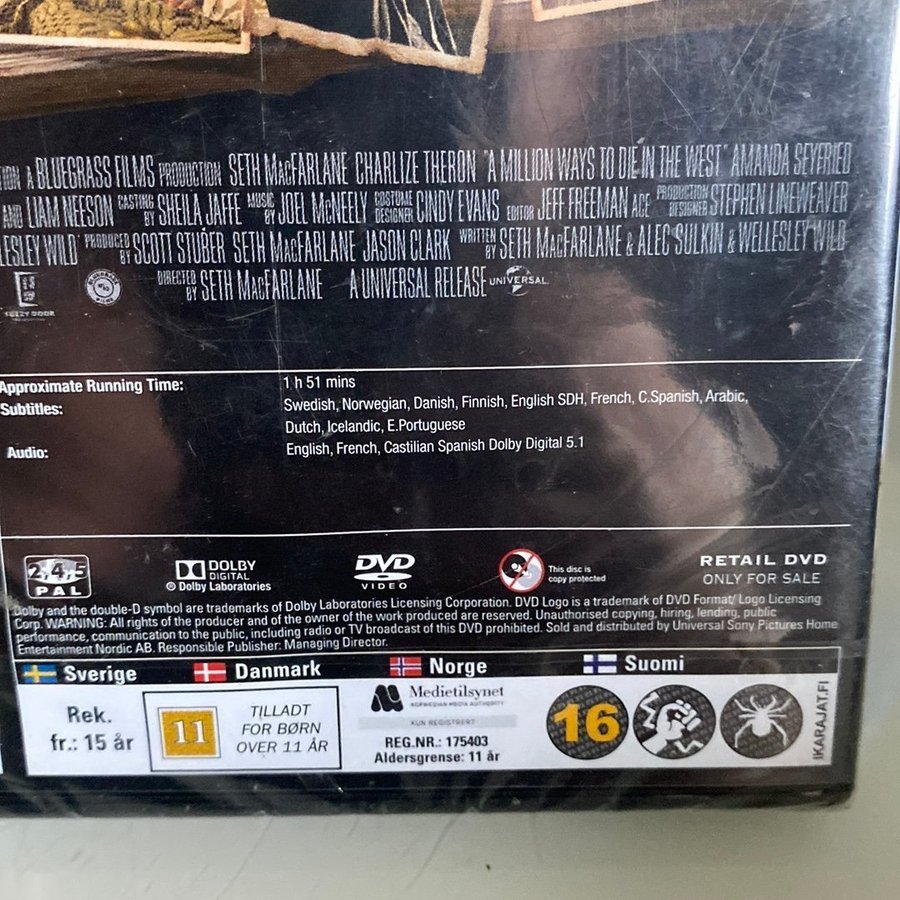 A BLUEGRASS FILMS PRODUCTION SETH MACFARLANE CHARLIZE THERON "A MILLION WAYS TO DIE IN THE WEST" AMANDA SEYFRIED
AND LIAM NEESON CASTING BY SHEILA JAFFE MUSIC BY JOEL MCNEELY COSTUME DESIGNER CINDY EVANS EDITOR JEFF FREEMAN ACE PRODUCTION DESIGNER STEPHEN LINEWEAVER
LESLEY WILD PRODUCED BY SCOTT STUBER SETH MACFARLANE JASON CLARK WRITTEN BY SETH MACFARLANE & ALEC SULKIN & WELLESLEY WILD
DIRECTED BY SETH MACFARLANE A UNIVERSAL RELEASE UNIVERSAL
FUZZY DOOR
Approximate Running Time: 1 h 51 mins
Subtitles: Swedish, Norwegian, Danish, Finnish, English SDH, French, C.Spanish, Arabic,
Dutch, Icelandic, E.Portuguese
Audio: English, French, Castilian Spanish Dolby Digital 5.1
2,4,5
PAL
DOLBY
DIGITAL
Dolby Laboratories
DVD
VIDEO
This disc is
copy protected
RETAIL DVD
ONLY FOR SALE
Dolby and the double-D symbol are trademarks of Dolby Laboratories Licensing Corporation. DVD Logo is a trademark of DVD Format/ Logo Licensing
Corp. WARNING: All rights of the producer and of the owner of the work produced are reserved. Unauthorised copying, hiring, lending, public
performance, communication to the public, including radio or TV broadcast of this DVD prohibited. Sold and distributed by Universal Sony Pictures Home
Entertainment Nordic AB. Responsible Publisher: Managing Director.
Sverige Danmark Norge Suomi
Rek.
fr.: 15 år
11
TILLADT
FOR BØRN
OVER 11 ÅR
Medietilsynet
NORWEGIAN MEDIA AUTHORITY
KUN REGISTRERT
REG.NR.: 175403
Aldersgrense: 11 år
16
IKARAJAT.FI